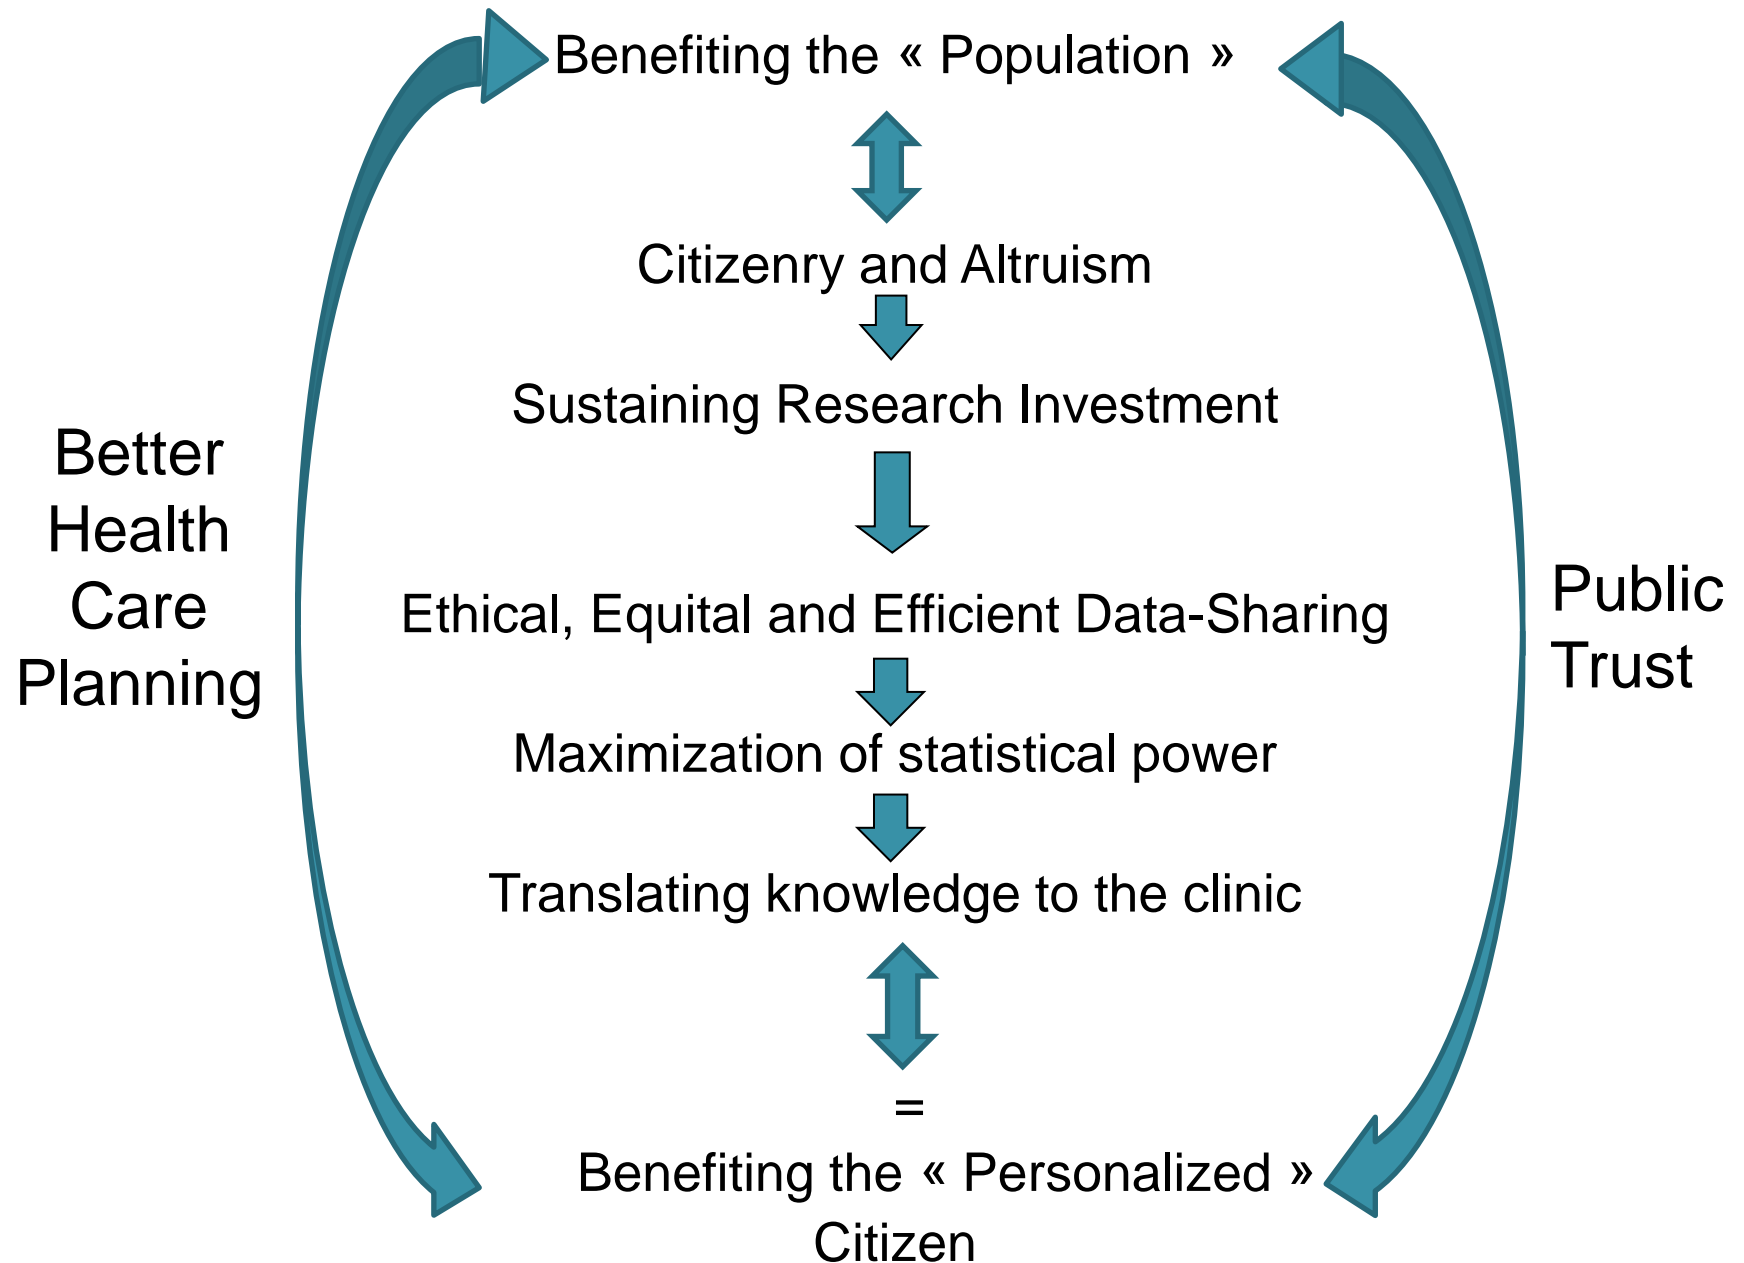 Benefiting the « Population »
Citizenry and Altruism
Sustaining Research Investment
Better
Health
Care
Planning
Ethical, Equital and Efficient Data-Sharing
Public
Trust
Maximization of statistical power
Translating knowledge to the clinic
=
Benefiting the « Personalized »
Citizen